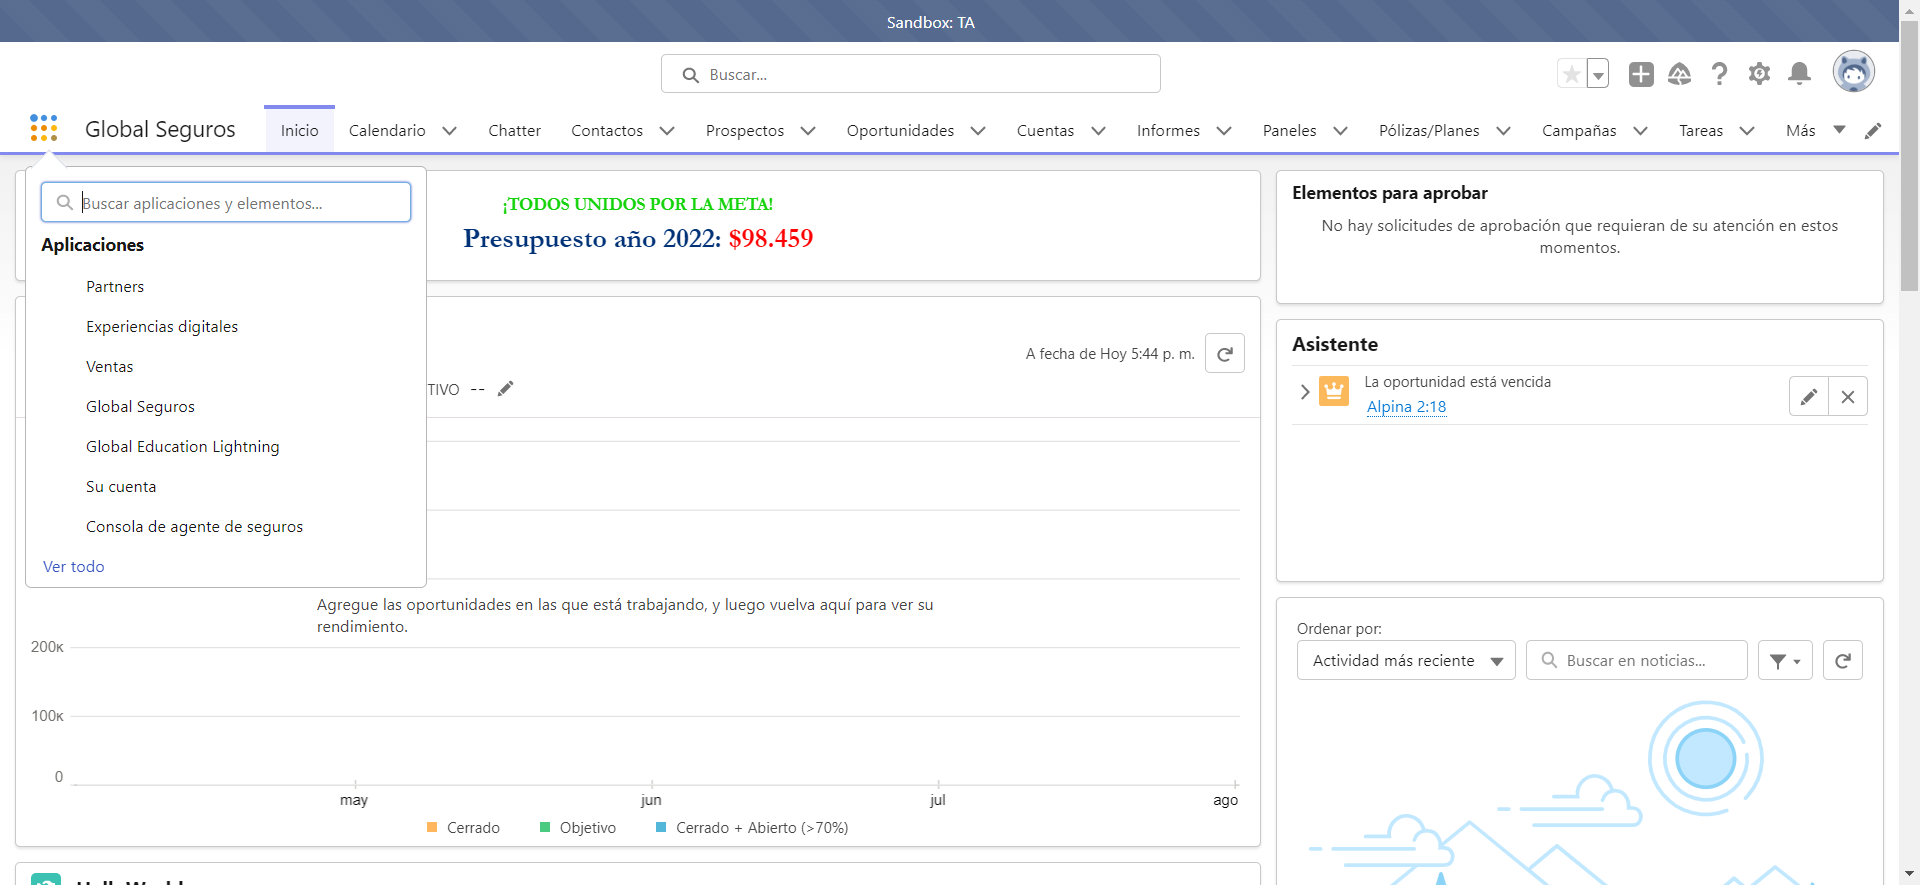 Sandbox: TA
Buscar...
Global Seguros
Inicio
Calendario
Chatter
Contactos
Prospectos
Oportunidades
Cuentas
Informes
Paneles
Pólizas/Planes
Campañas
Tareas
Más
Buscar aplicaciones y elementos...
Aplicaciones
Partners
Experiencias digitales
Ventas
Global Seguros
Global Education Lightning
Su cuenta
Consola de agente de seguros
Ver todo
¡TODOS UNIDOS POR LA META!
Presupuesto año 2022: $98.459
A fecha de Hoy 5:44 p. m.
TIVO --
Agregue las oportunidades en las que está trabajando, y luego vuelva aquí para ver su
rendimiento.
200K
100K
0
may
jun
jul
ago
Cerrado
Objetivo
Cerrado + Abierto (>70%)
Elementos para aprobar
No hay solicitudes de aprobación que requieran de su atención en estos
momentos.
Asistente
La oportunidad está vencida
Alpina 2:18
Ordenar por:
Actividad más reciente
Buscar en noticias...